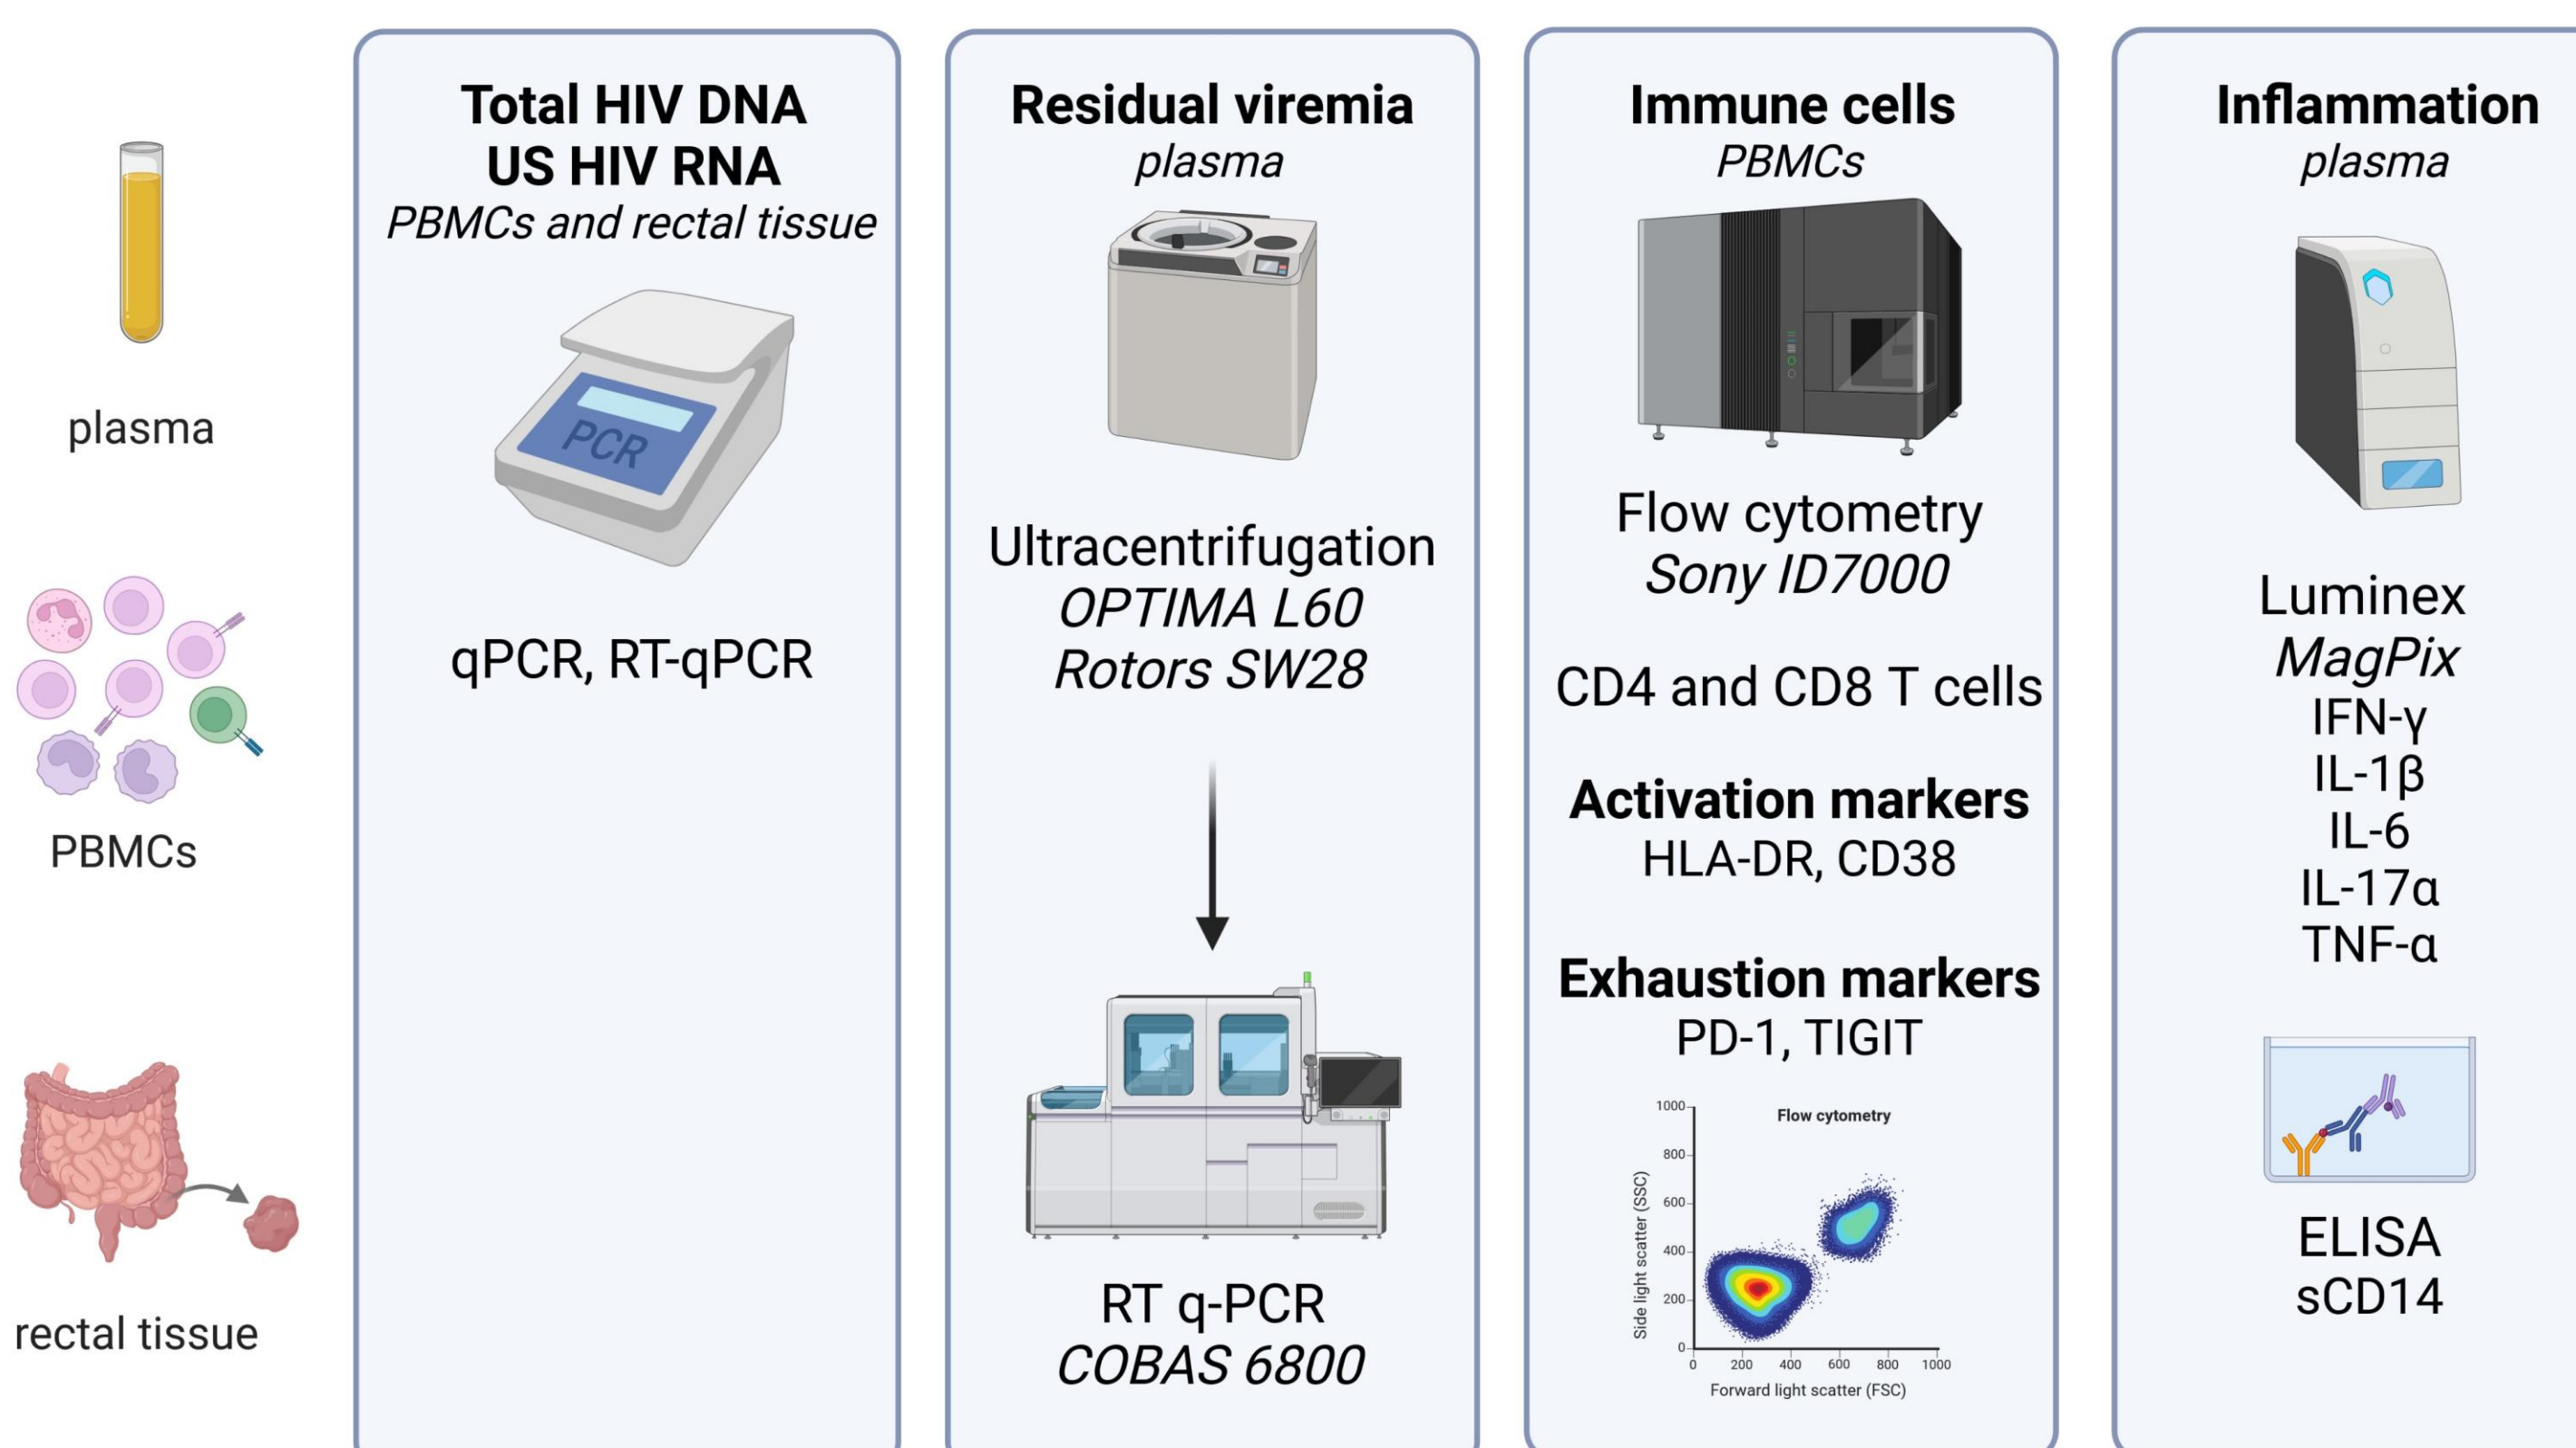 plasma
PBMCs
rectal tissue
Total HIV DNA
US HIV RNA
PBMCs and rectal tissue
PCR
qPCR, RT-qPCR
Residual viremia
plasma
Ultracentrifugation
OPTIMA L60
Rotors SW28
RT q-PCR
COBAS 6800
Immune cells
PBMCs
Flow cytometry
Sony ID7000
CD4 and CD8 T cells
Activation markers
HLA-DR, CD38
Exhaustion markers
PD-1, TIGIT
Flow cytometry
Side light scatter (SSC)
1000
800
600
400
200
0
0 200 400 600 800 1000
Forward light scatter (FSC)
Inflammation
plasma
Luminex
MagPix
IFN-γ
IL-1β
IL-6
IL-17α
TNF-α
ELISA
sCD14